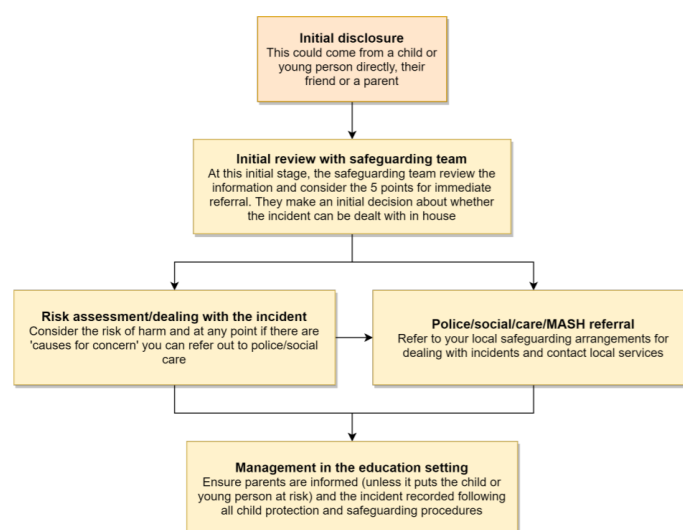 Initial disclosure
This could come from a child or
young person directly, their
friend or a parent
Initial review with safeguarding team
At this initial stage, the safeguarding team review the
information and consider the 5 points for immediate
referral. They make an initial decision about whether
the incident can be dealt with in house
Risk assessment/dealing with the incident
Consider the risk of harm and at any point if there are
'causes for concern' you can refer out to police/social
care
Police/social/care/MASH referral
Refer to your local safeguarding arrangements for
dealing with incidents and contact local services
Management in the education setting
Ensure parents are informed (unless it puts the child or
young person at risk) and the incident recorded following
all child protection and safeguarding procedures